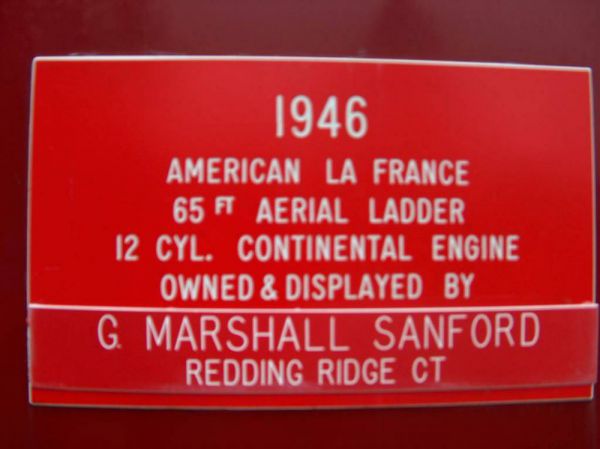 1946
AMERICAN LA FRANCE
65 FT AERIAL LADDER
12 CYL. CONTINENTAL ENGINE
OWNED & DISPLAYED BY
G. MARSHALL SANFORD
REDDING RIDGE CT